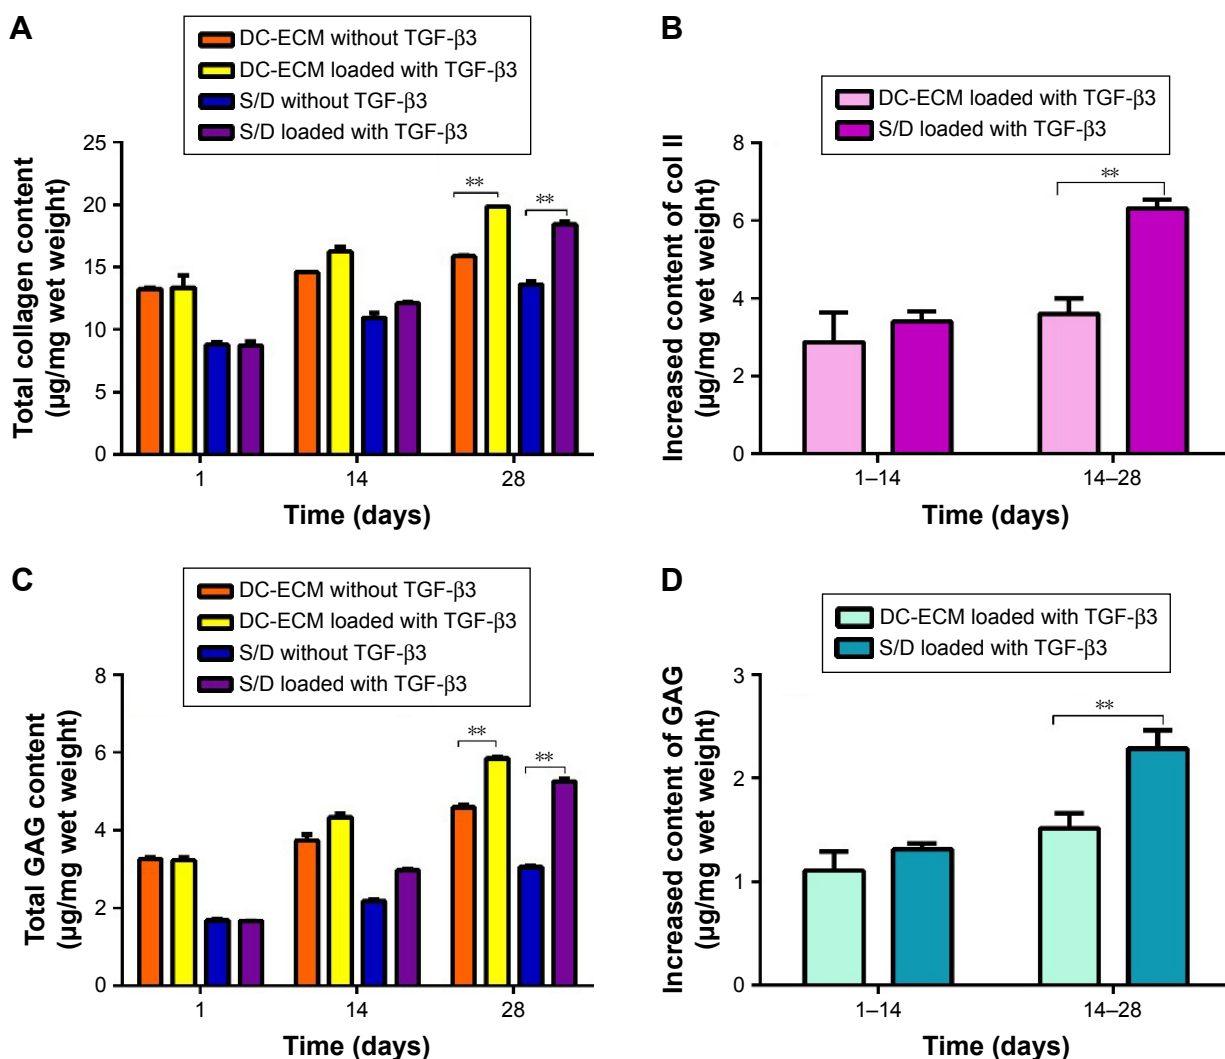 A
DC-ECM without TGF-β3
DC-ECM loaded with TGF-β3
S/D without TGF-β3
S/D loaded with TGF-β3
Total collagen content
(µg/mg wet weight)
25
20
15
10
5
0
**
**
1
14
28
Time (days)
B
DC-ECM loaded with TGF-β3
S/D loaded with TGF-β3
Increased content of col II
(µg/mg wet weight)
8
6
4
2
0
**
1–14
14–28
Time (days)
C
DC-ECM without TGF-β3
DC-ECM loaded with TGF-β3
S/D without TGF-β3
S/D loaded with TGF-β3
Total GAG content
(µg/mg wet weight)
8
6
4
2
0
**
**
1
14
28
Time (days)
D
DC-ECM loaded with TGF-β3
S/D loaded with TGF-β3
Increased content of GAG
(µg/mg wet weight)
3
2
1
0
**
1–14
14–28
Time (days)